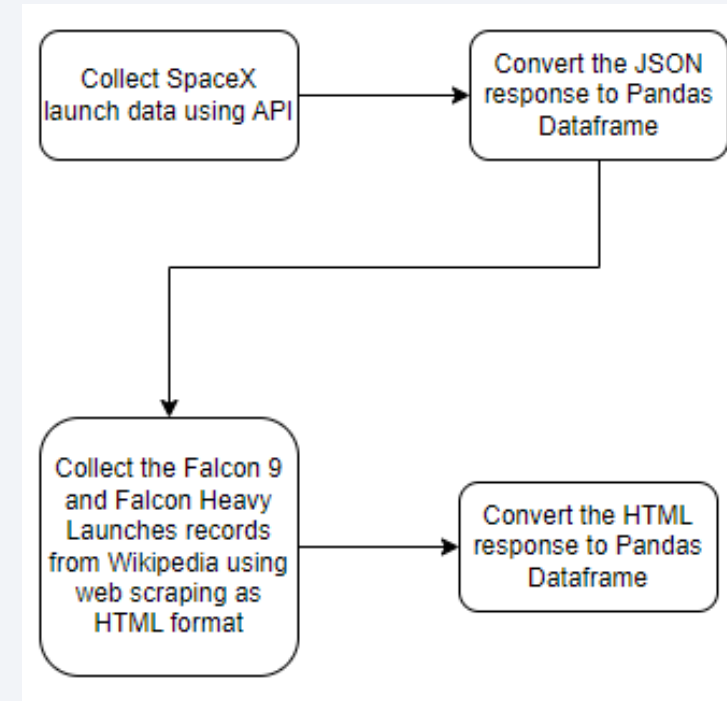 Collect SpaceX
launch data using API
Convert the JSON
response to Pandas
Dataframe
Collect the Falcon 9
and Falcon Heavy
Launches records
from Wikipedia using
web scraping as
HTML format
Convert the HTML
response to Pandas
Dataframe